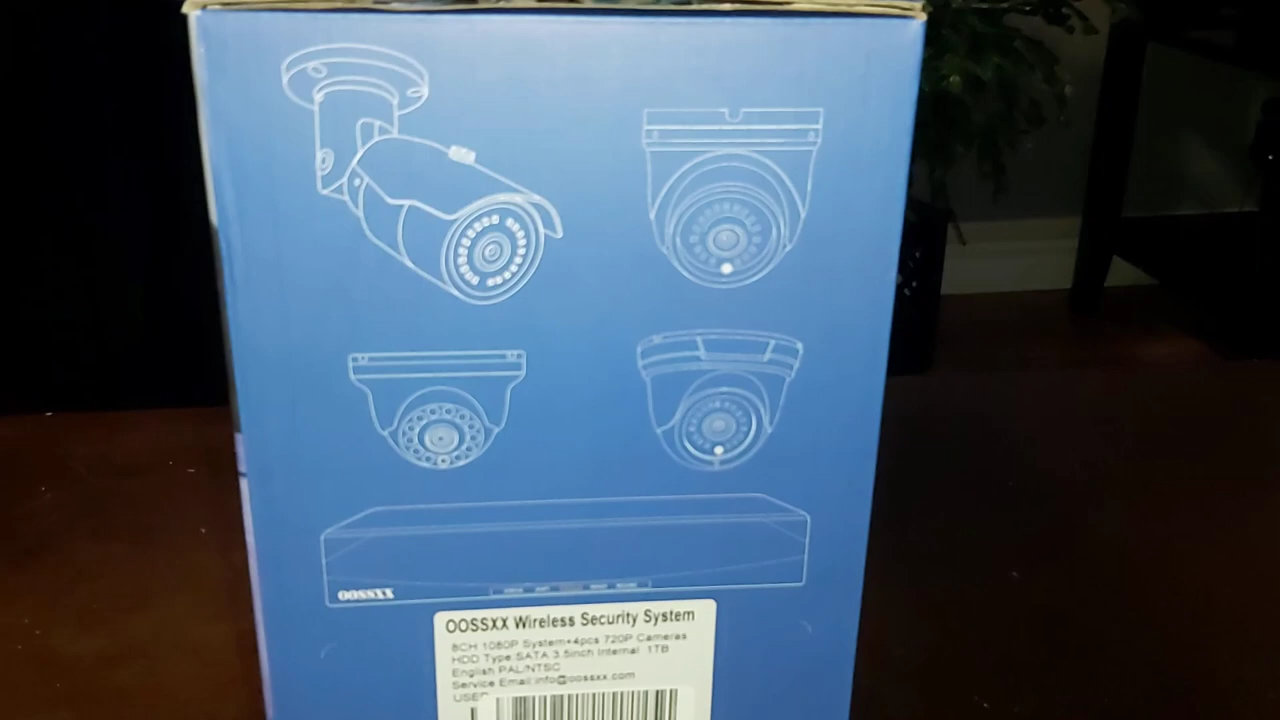 OOSSXX
OOSSXX Wireless Security System
8CH 1080P System+4pcs 720P Cameras
HDD Type:SATA 3.5inch Internal 1TB
English PAL/NTSC
Service Email:info@oossxx.com
USER